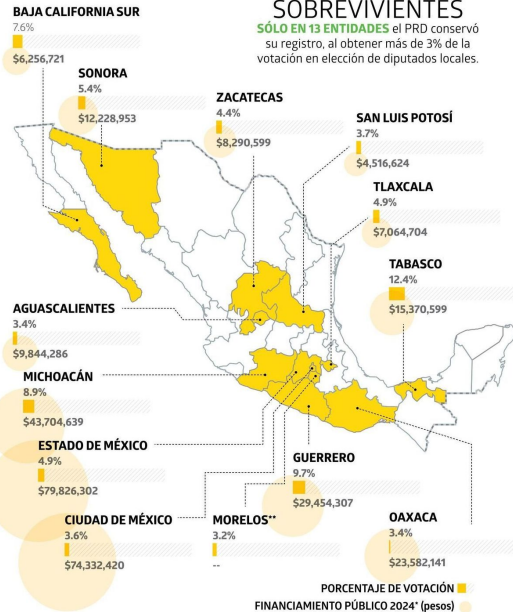 SOBREVIVIENTES
SÓLO EN 13 ENTIDADES el PRD conservó
su registro, al obtener más de 3% de la
votación en elección de diputados locales.
BAJA CALIFORNIA SUR
7.6%
$6,256,721
SONORA
5.4%
$12,228,953
ZACATECAS
4.4%
$8,290,599
SAN LUIS POTOSÍ
3.7%
$4,516,624
TLAXCALA
4.9%
$7,064,704
TABASCO
12.4%
$15,370,599
AGUASCALIENTES
3.4%
$9,844,286
MICHOACÁN
8.9%
$43,704,639
ESTADO DE MÉXICO
4.9%
$79,826,302
GUERRERO
9.7%
$29,454,307
CIUDAD DE MÉXICO
3.6%
$74,332,420
MORELOS**
3.2%
--
OAXACA
3.4%
$23,582,141
PORCENTAJE DE VOTACIÓN
FINANCIAMIENTO PÚBLICO 2024* (pesos)